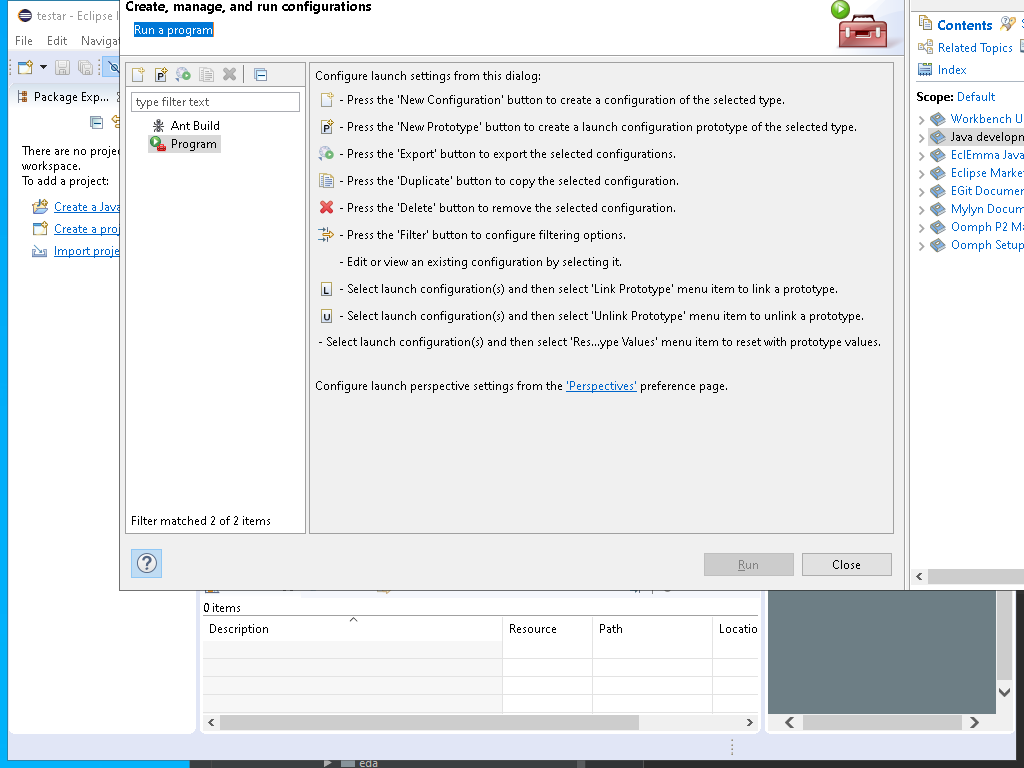 testar - Eclipse I
File Edit Navigat
Package Exp...
There are no proje
workspace.
To add a project:
Create a Java
Create a proj
Import proje
Create, manage, and run configurations
Run a program
type filter text
Ant Build
Program
Filter matched 2 of 2 items
Configure launch settings from this dialog:
- Press the 'New Configuration' button to create a configuration of the selected type.
- Press the 'New Prototype' button to create a launch configuration prototype of the selected type.
- Press the 'Export' button to export the selected configurations.
- Press the 'Duplicate' button to copy the selected configuration.
- Press the 'Delete' button to remove the selected configuration.
- Press the 'Filter' button to configure filtering options.
- Edit or view an existing configuration by selecting it.
- Select launch configuration(s) and then select 'Link Prototype' menu item to link a prototype.
- Select launch configuration(s) and then select 'Unlink Prototype' menu item to unlink a prototype.
- Select launch configuration(s) and then select 'Res...ype Values' menu item to reset with prototype values.
Configure launch perspective settings from the 'Perspectives' preference page.
Run Close
Contents
Related Topics
Index
Scope: Default
Workbench U
Java developm
EclEmma Java
Eclipse Marke
EGit Documen
Mylyn Docum
Oomph P2 Ma
Oomph Setup
0 items
Description Resource Path Locatio
eda